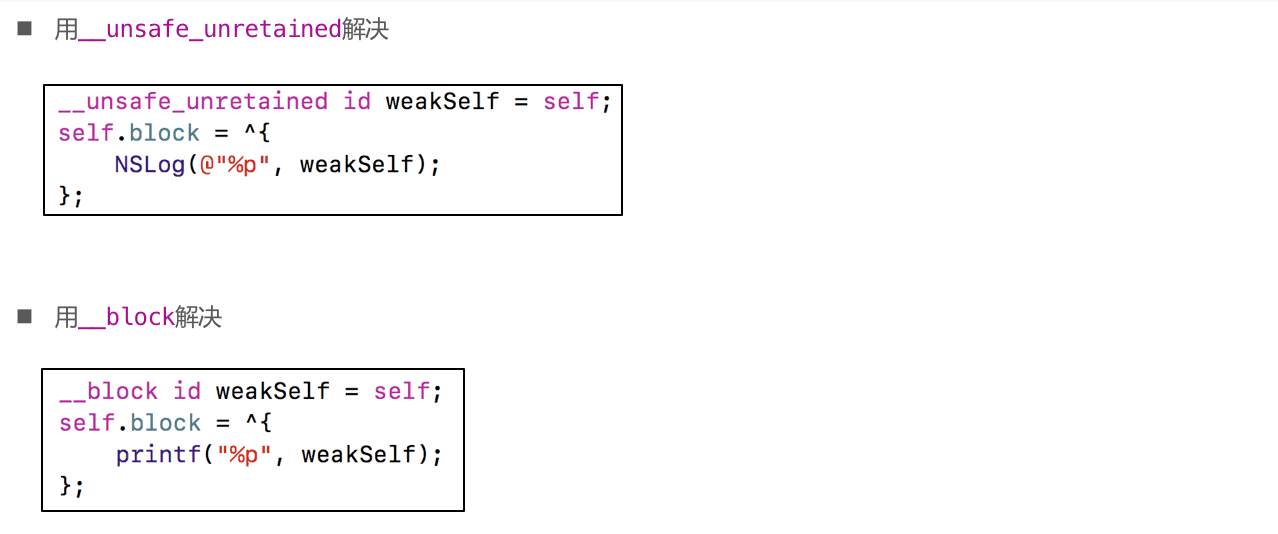 ■ 用__unsafe_unretained解决
__unsafe_unretained id weakSelf = self;
self.block = ^{
    NSLog(@"%p", weakSelf);
};
■ 用__block解决
__block id weakSelf = self;
self.block = ^{
    printf("%p", weakSelf);
};